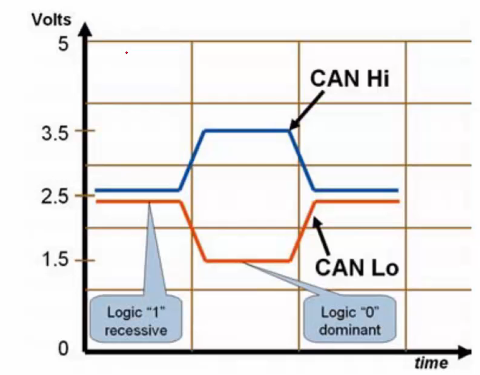 Volts
5
CAN Hi
3.5
2.5
1.5
CAN Lo
Logic “1”
recessive
Logic “0”
dominant
0
time